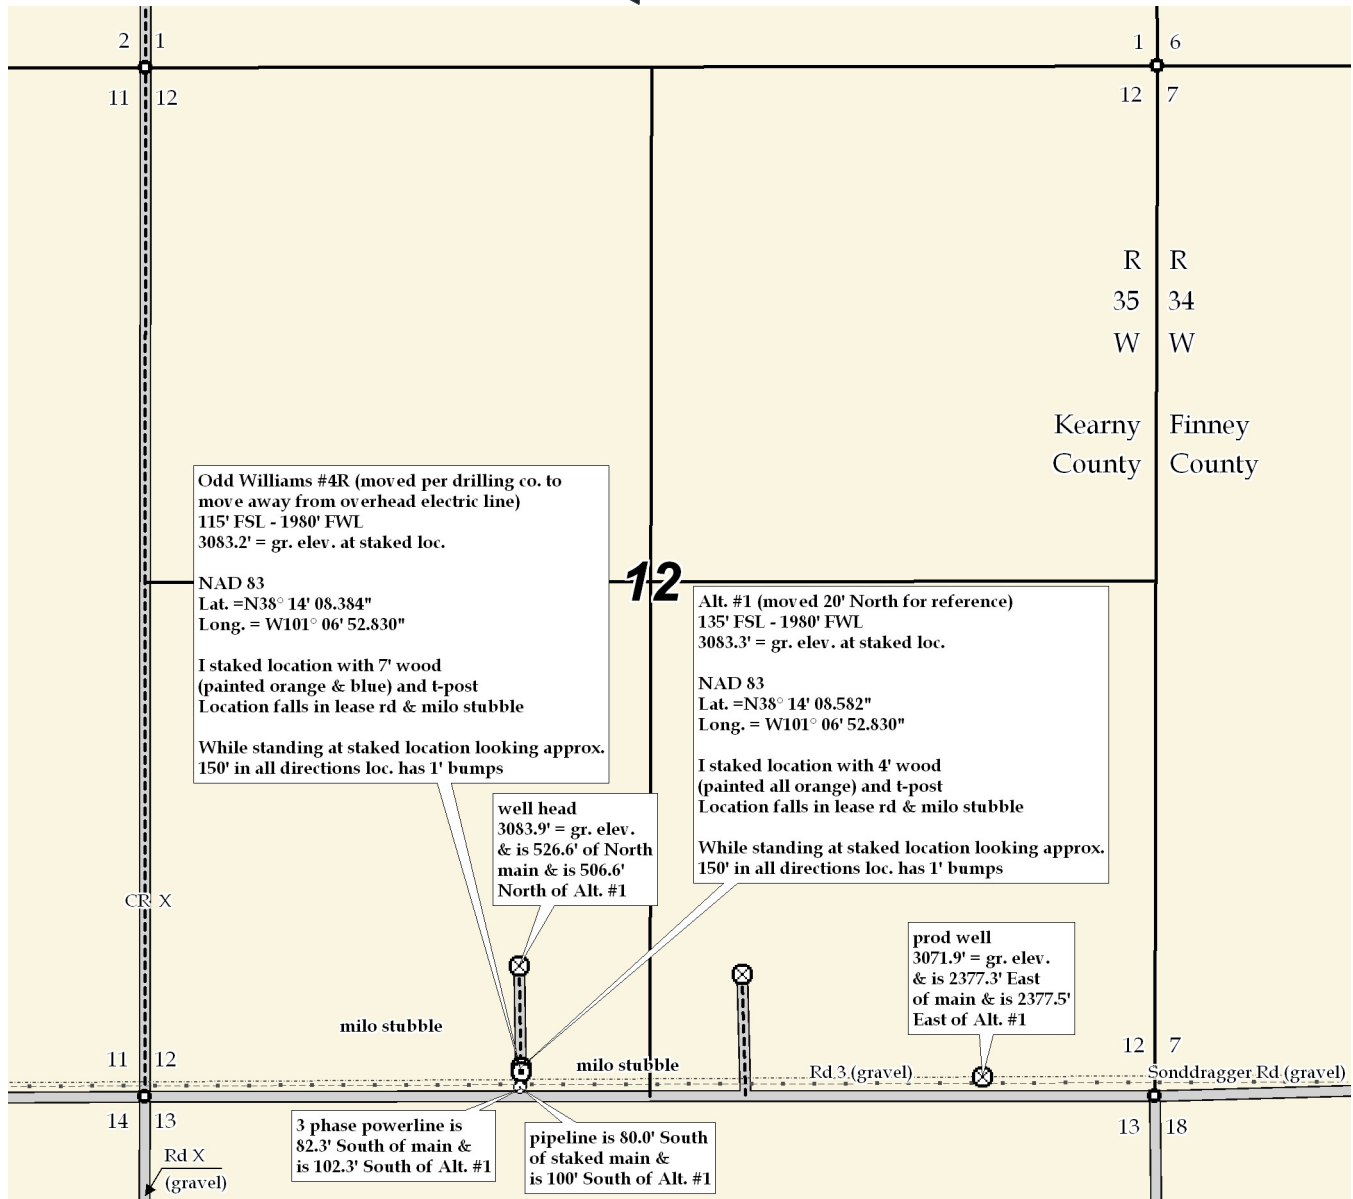 2 1
1 6
11 12
12 7
R R
35 34
W W
Kearny Finney
County County
Odd Williams #4R (moved per drilling co. to
move away from overhead electric line)
115' FSL - 1980' FWL
3083.2' = gr. elev. at staked loc.
NAD 83
Lat. =N38° 14' 08.384"
Long. = W101° 06' 52.830"
I staked location with 7' wood
(painted orange & blue) and t-post
Location falls in lease rd & milo stubble
While standing at staked location looking approx.
150' in all directions loc. has 1' bumps
12
Alt. #1 (moved 20' North for reference)
135' FSL - 1980' FWL
3083.3' = gr. elev. at staked loc.
NAD 83
Lat. =N38° 14' 08.582"
Long. = W101° 06' 52.830"
I staked location with 4' wood
(painted all orange) and t-post
Location falls in lease rd & milo stubble
While standing at staked location looking approx.
150' in all directions loc. has 1' bumps
well head
3083.9' = gr. elev.
& is 526.6' of North
main & is 506.6'
North of Alt. #1
CR X
prod well
3071.9' = gr. elev.
& is 2377.3' East
of main & is 2377.5'
East of Alt. #1
milo stubble
milo stubble
11 12
12 7
Rd 3 (gravel)
Sonddragger Rd (gravel)
14 13
13 18
3 phase powerline is
82.3' South of main &
is 102.3' South of Alt. #1
pipeline is 80.0' South
of staked main &
is 100' South of Alt. #1
Rd X
(gravel)